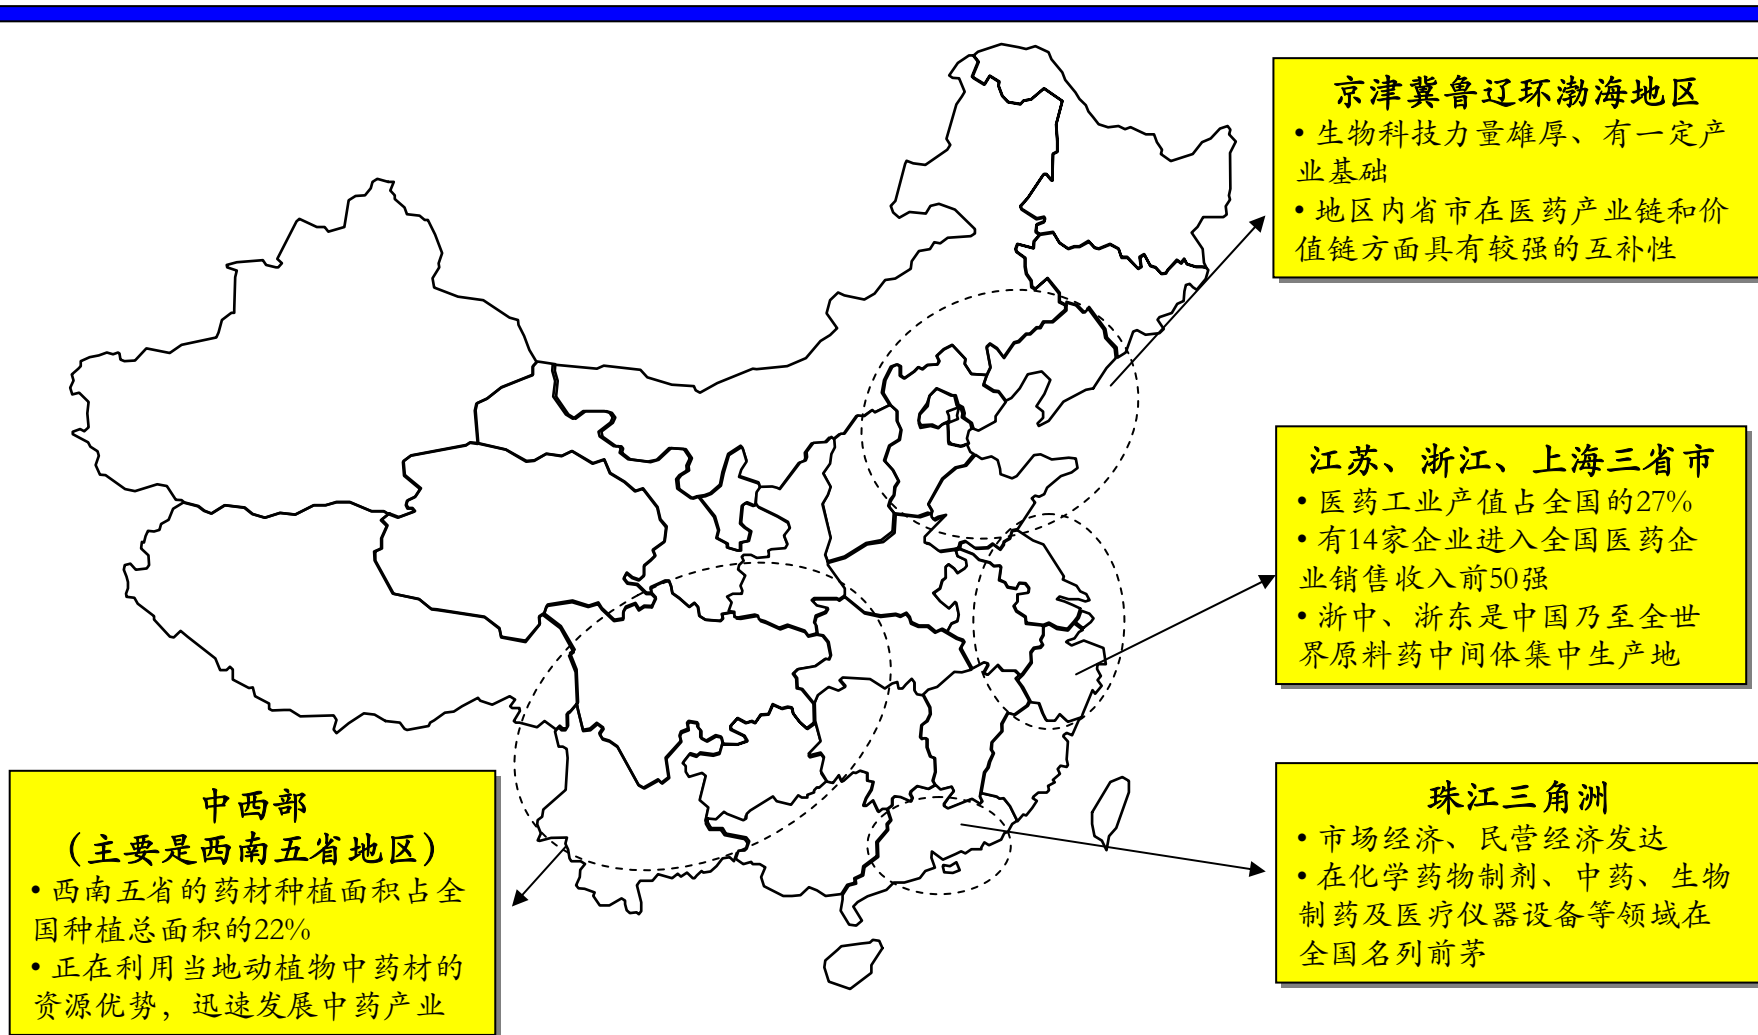 京津冀鲁辽环渤海地区
• 生物科技力量雄厚、有一定产
业基础
• 地区内省市在医药产业链和价
值链方面具有较强的互补性
江苏、浙江、上海三省市
• 医药工业产值占全国的27%
• 有14家企业进入全国医药企
业销售收入前50强
• 浙中、浙东是中国乃至全世
界原料药中间体集中生产地
中西部
（主要是西南五省地区）
• 西南五省的药材种植面积占全
国种植总面积的22%
• 正在利用当地动植物中药材的
资源优势，迅速发展中药产业
珠江三角洲
• 市场经济、民营经济发达
• 在化学药物制剂、中药、生物
制药及医疗仪器设备等领域在
全国名列前茅